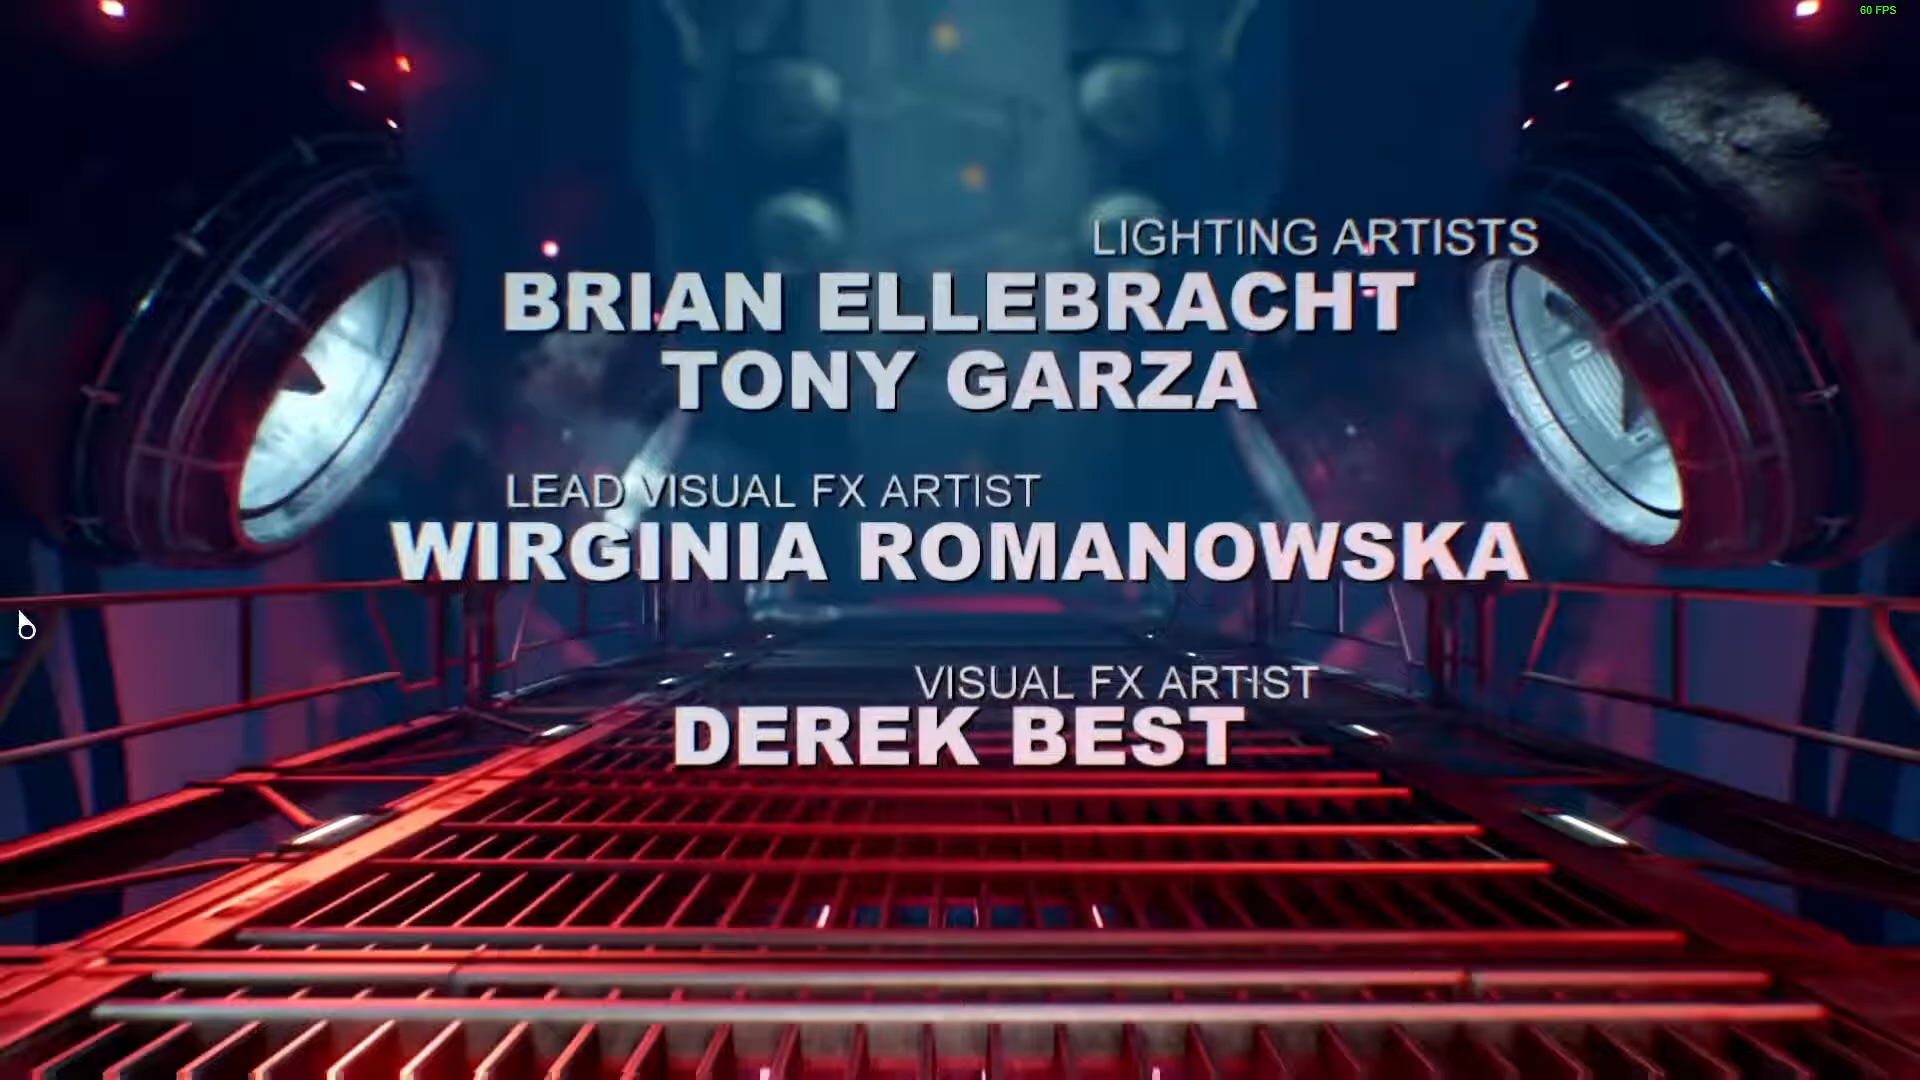 60 FPS
LIGHTING ARTISTS
BRIAN ELLEBRACHT
TONY GARZA
LEAD VISUAL FX ARTIST
WIRGINIA ROMANOWSKA
VISUAL FX ARTIST
DEREK BEST